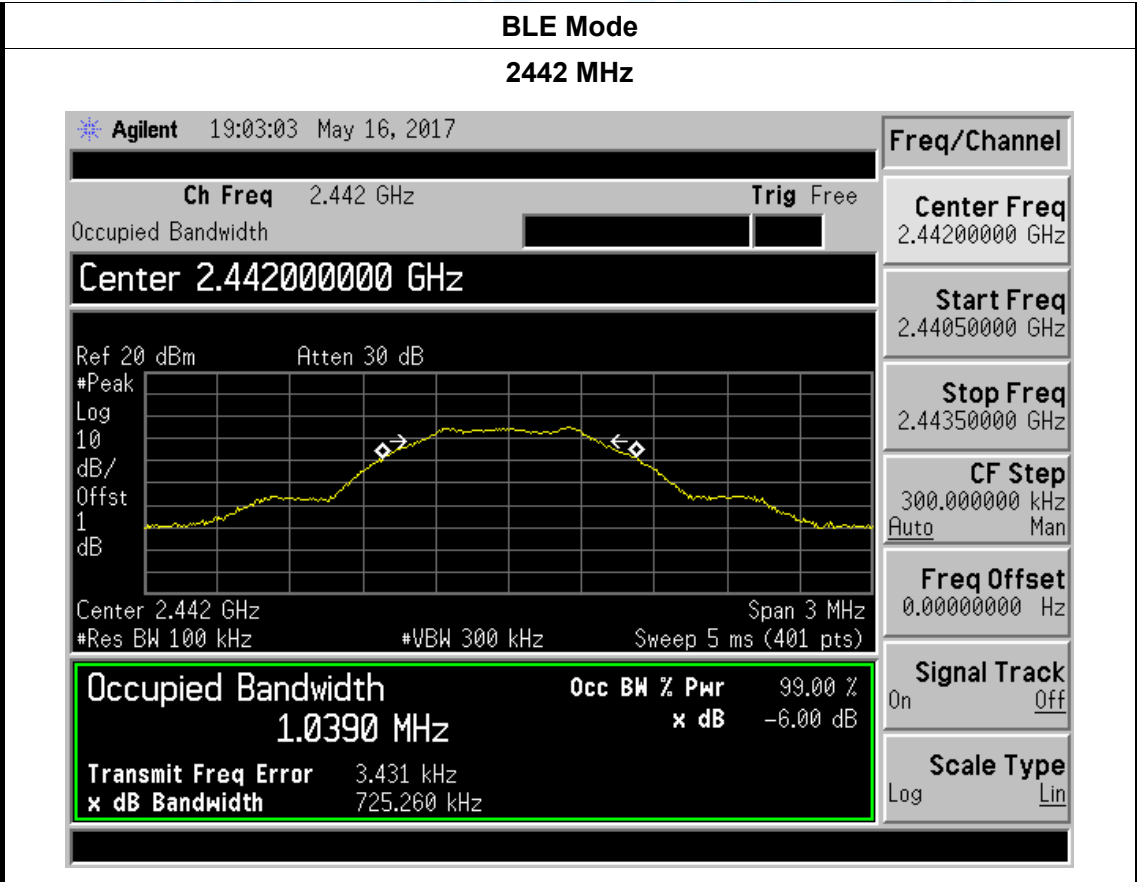 BLE Mode
2442 MHz
Agilent 19:03:03 May 16, 2017
Ch Freq 2.442 GHz Trig Free
Occupied Bandwidth
Center 2.442000000 GHz
Ref 20 dBm Atten 30 dB
#Peak
Log
10
dB/
Offst
1
dB
Center 2.442 GHz Span 3 MHz
#Res BW 100 kHz #VBW 300 kHz Sweep 5 ms (401 pts)
Occupied Bandwidth Occ BW % Pwr 99.00 %
1.0390 MHz x dB -6.00 dB
Transmit Freq Error 3.431 kHz
x dB Bandwidth 725.260 kHz
Freq/Channel
Center Freq
2.44200000 GHz
Start Freq
2.44050000 GHz
Stop Freq
2.44350000 GHz
CF Step
300.000000 kHz
Auto Man
Freq Offset
0.00000000 Hz
Signal Track
On Off
Scale Type
Log Lin